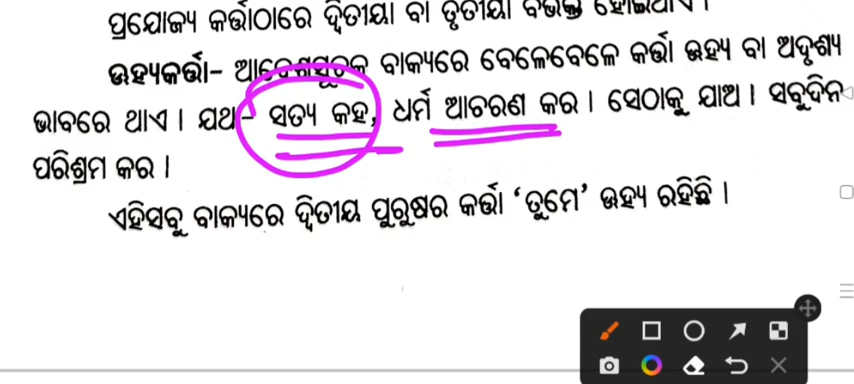 ପ୍ରଯୋଜ୍ୟ କର୍ତ୍ତାଠାରେ ଦ୍ୱିତୀୟା ବା ତୃତୀୟା ବିଭକ୍ତି ହୋଇଥାଏ ।
ଊହ୍ୟକର୍ତ୍ତା- ଆଦେଶସୂଚକ ବାକ୍ୟରେ ବେଳେବେଳେ କର୍ତ୍ତା ଊହ୍ୟ ବା ଅଦୃଶ୍ୟ
ଭାବରେ ଥାଏ । ଯଥା- ସତ୍ୟ କହ, ଧର୍ମ ଆଚରଣ କର । ସେଠାକୁ ଯାଅ । ସବୁଦିନ
ପରିଶ୍ରମ କର ।
ଏହିସବୁ ବାକ୍ୟରେ ଦ୍ୱିତୀୟ ପୁରୁଷର କର୍ତ୍ତା ‘ତୁମେ’ ଊହ୍ୟ ରହିଛି ।